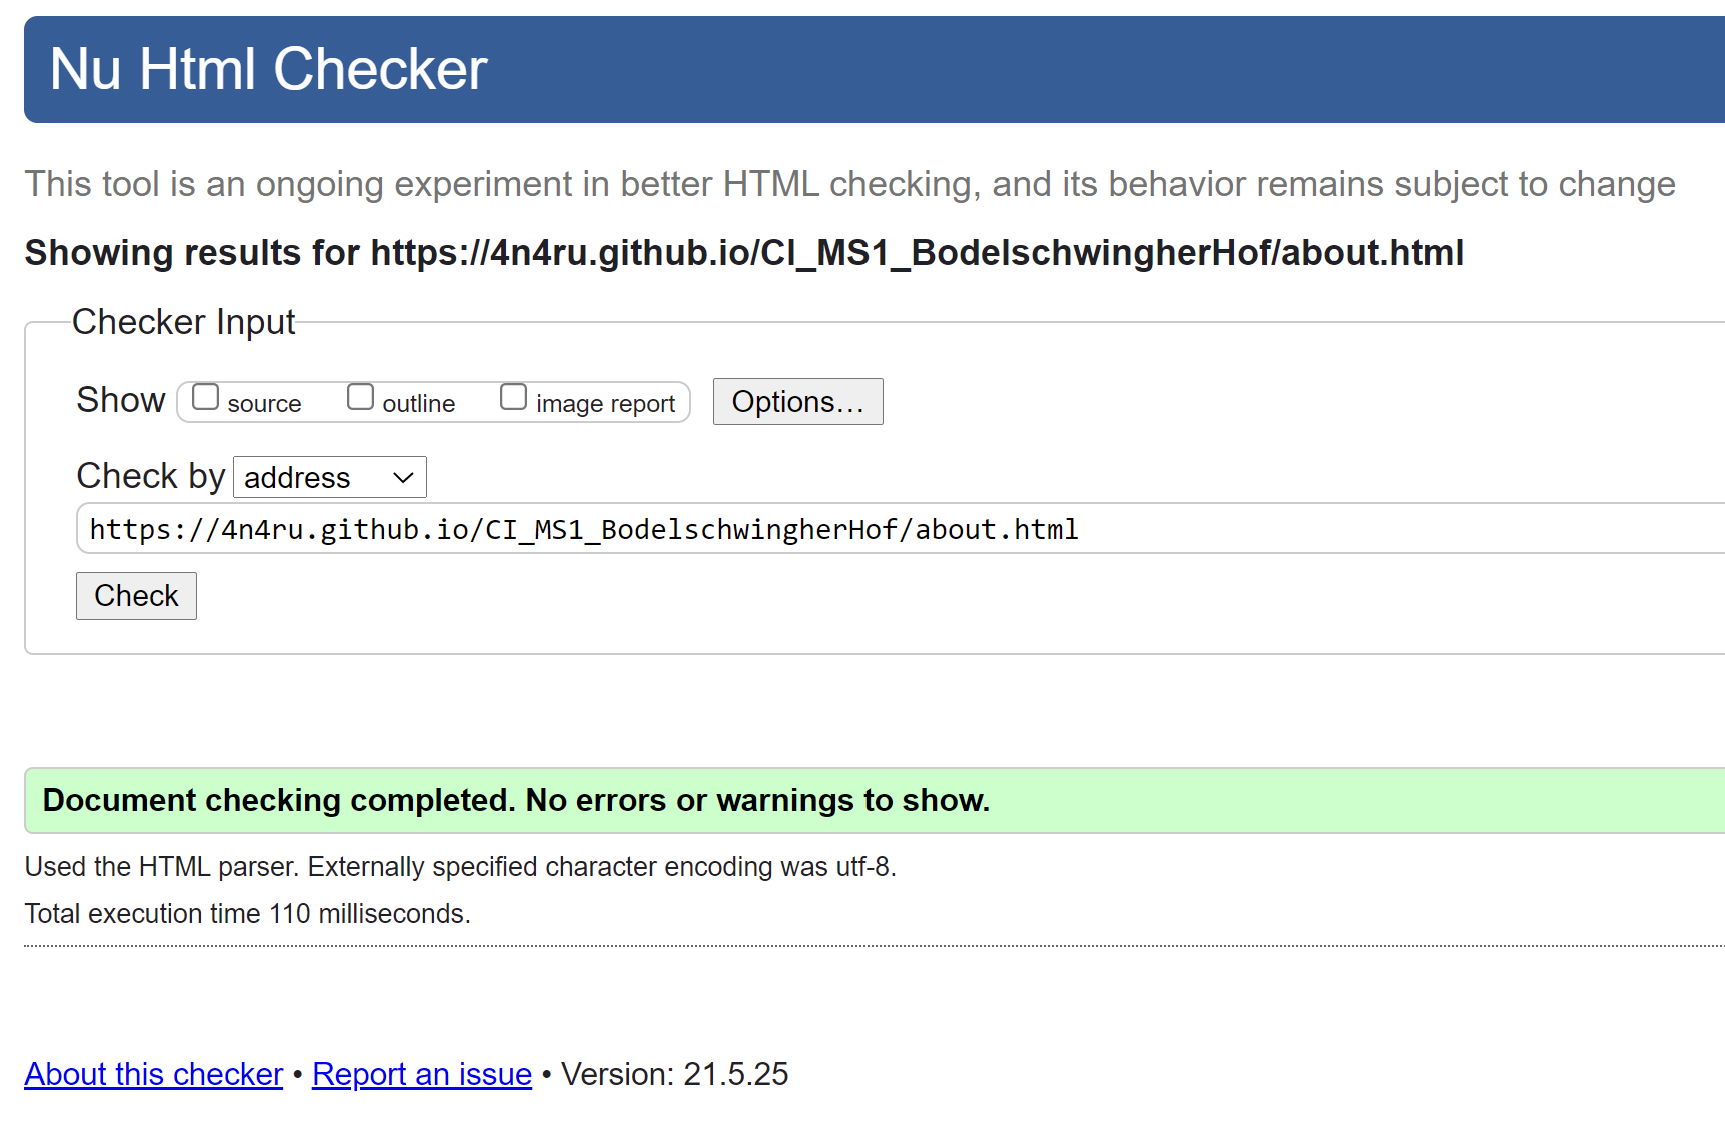 Nu Html Checker
This tool is an ongoing experiment in better HTML checking, and its behavior remains subject to change
Showing results for https://4n4ru.github.io/CI_MS1_BodelschwingherHof/about.html
Checker Input
Show source outline image report Options...
Check by address
https://4n4ru.github.io/CI_MS1_BodelschwingherHof/about.html
Check
Document checking completed. No errors or warnings to show.
Used the HTML parser. Externally specified character encoding was utf-8.
Total execution time 110 milliseconds.
About this checker • Report an issue • Version: 21.5.25